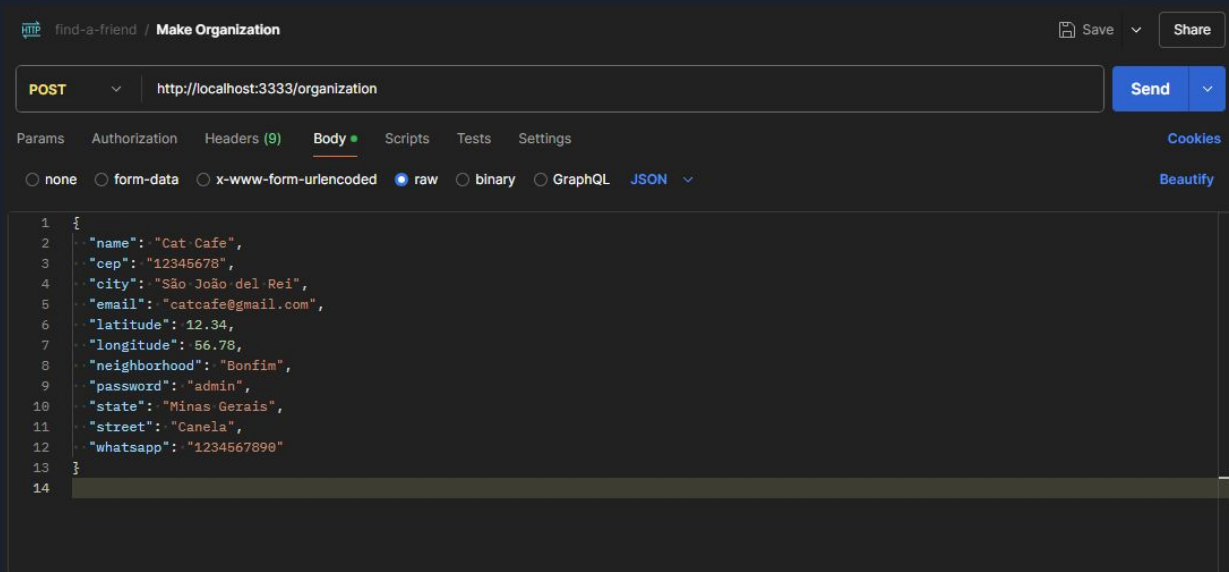 HTTP find-a-friend / Make Organization Save Share
POST http://localhost:3333/organization Send
Params Authorization Headers (9) Body Scripts Tests Settings Cookies
none form-data x-www-form-urlencoded raw binary GraphQL JSON Beautify
1 {
2 "name": "Cat Cafe",
3 "cep": "12345678",
4 "city": "São João del Rei",
5 "email": "catcafe@gmail.com",
6 "latitude": 12.34,
7 "longitude": 56.78,
8 "neighborhood": "Bonfim",
9 "password": "admin",
10 "state": "Minas Gerais",
11 "street": "Canela",
12 "whatsapp": "1234567890"
13 }
14